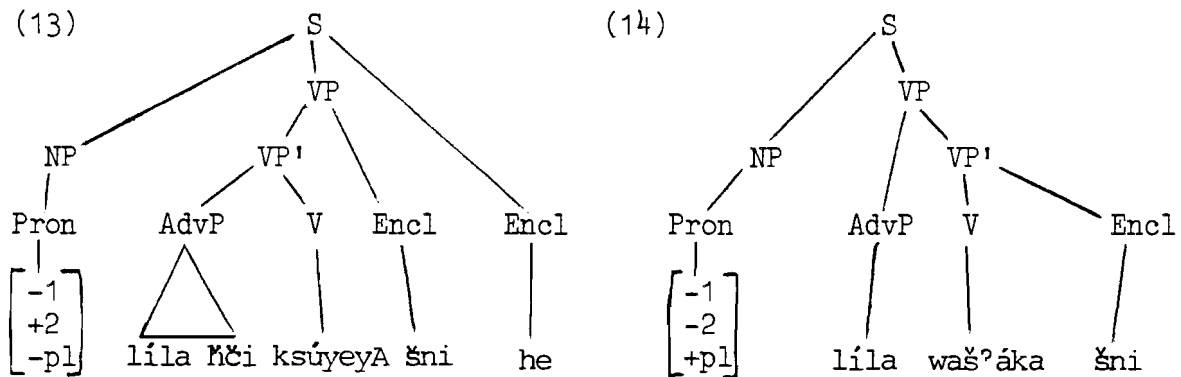 (13) S (14) S
VP VP
NP VP' NP VP'
Pron AdvP V Encl Encl Pron AdvP V Encl
[-1 [-1
+2 -2
-pl] +pl]
líla ȟči ksúyeyA šni he líla wašʔáka šni